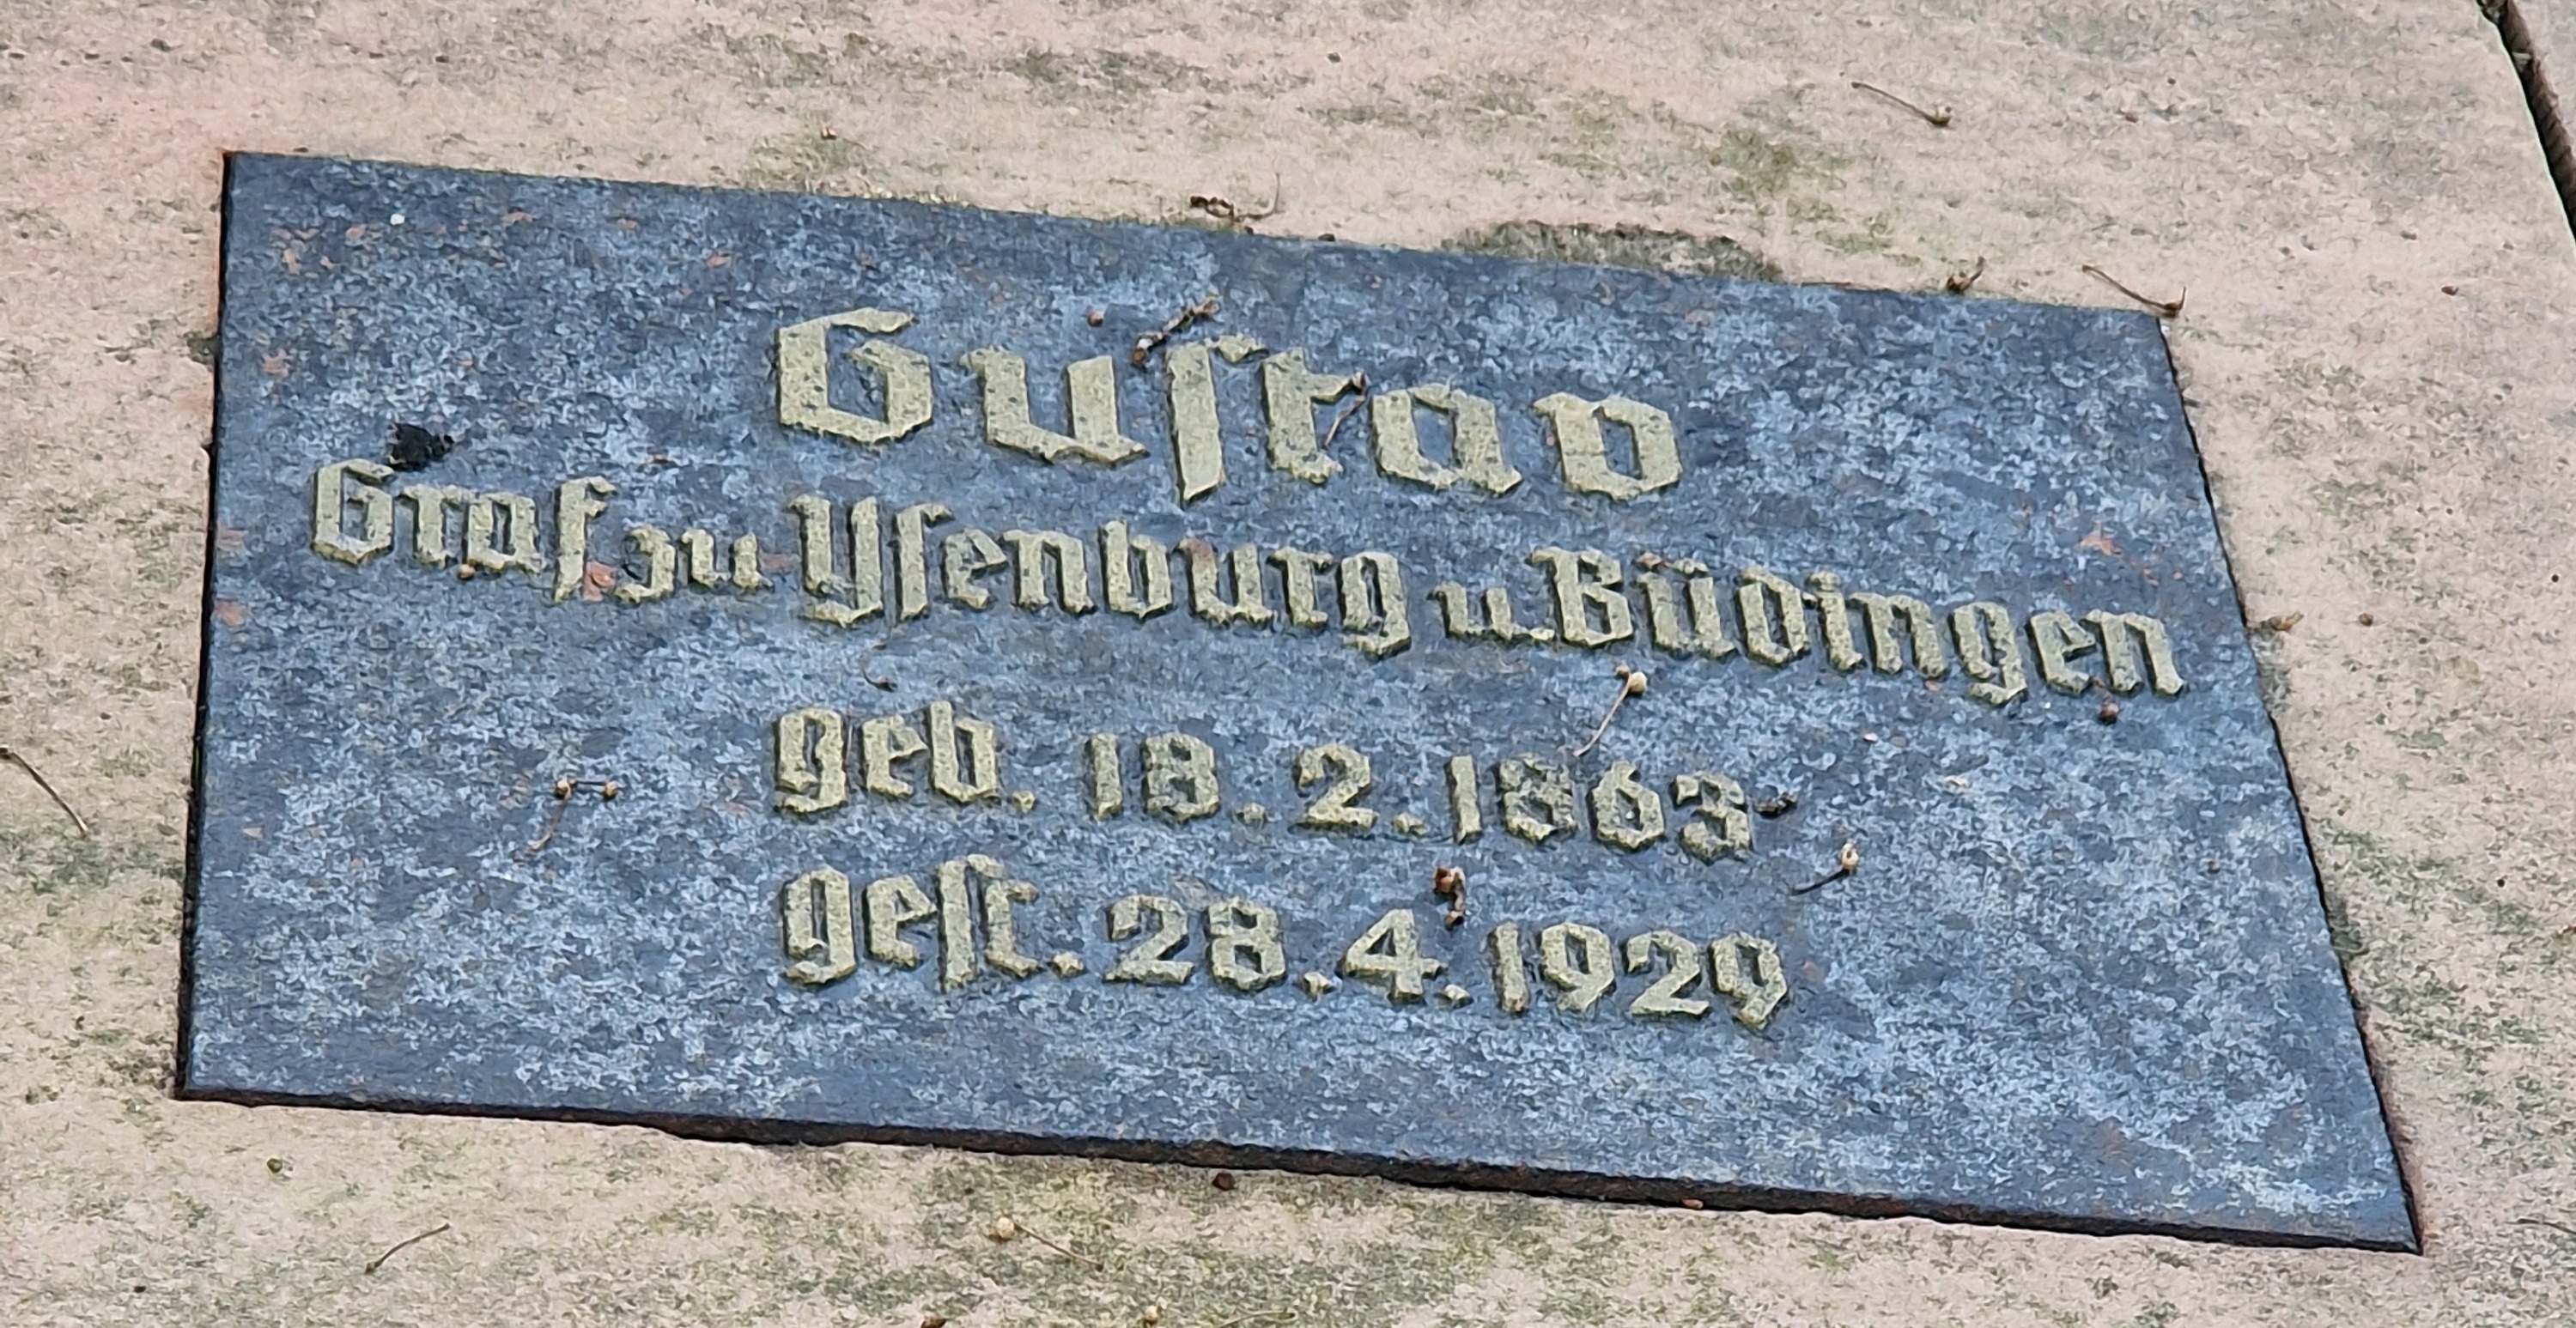 Guſtav
Graf zu Yſenburg u. Büdingen
geb. 18.2.1863
geſt. 28.4.1929